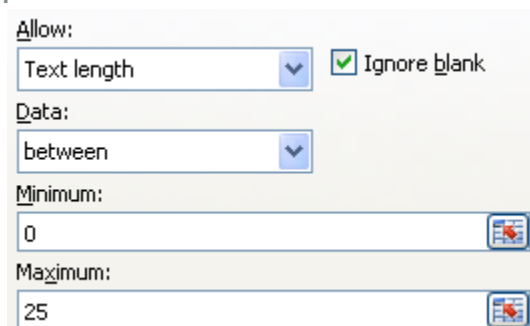 Allow:
Text length
Ignore blank
Data:
between
Minimum:
0
Maximum:
25